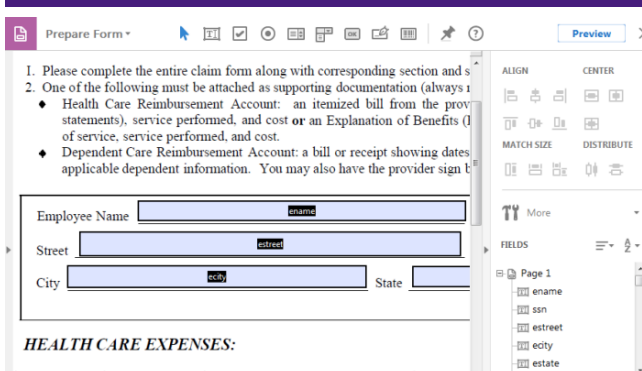 Prepare Form
OK
Preview
1. Please complete the entire claim form along with corresponding section and s
2. One of the following must be attached as supporting documentation (always r
Health Care Reimbursement Account: an itemized bill from the prov
statements), service performed, and cost or an Explanation of Benefits (
of service, service performed, and cost.
Dependent Care Reimbursement Account: a bill or receipt showing dates
applicable dependent information. You may also have the provider sign b
Employee Name ename
Street estreet
City ecity State
HEALTH CARE EXPENSES:
ALIGN CENTER
MATCH SIZE DISTRIBUTE
More
FIELDS
Page 1
ename
ssn
estreet
ecity
estate